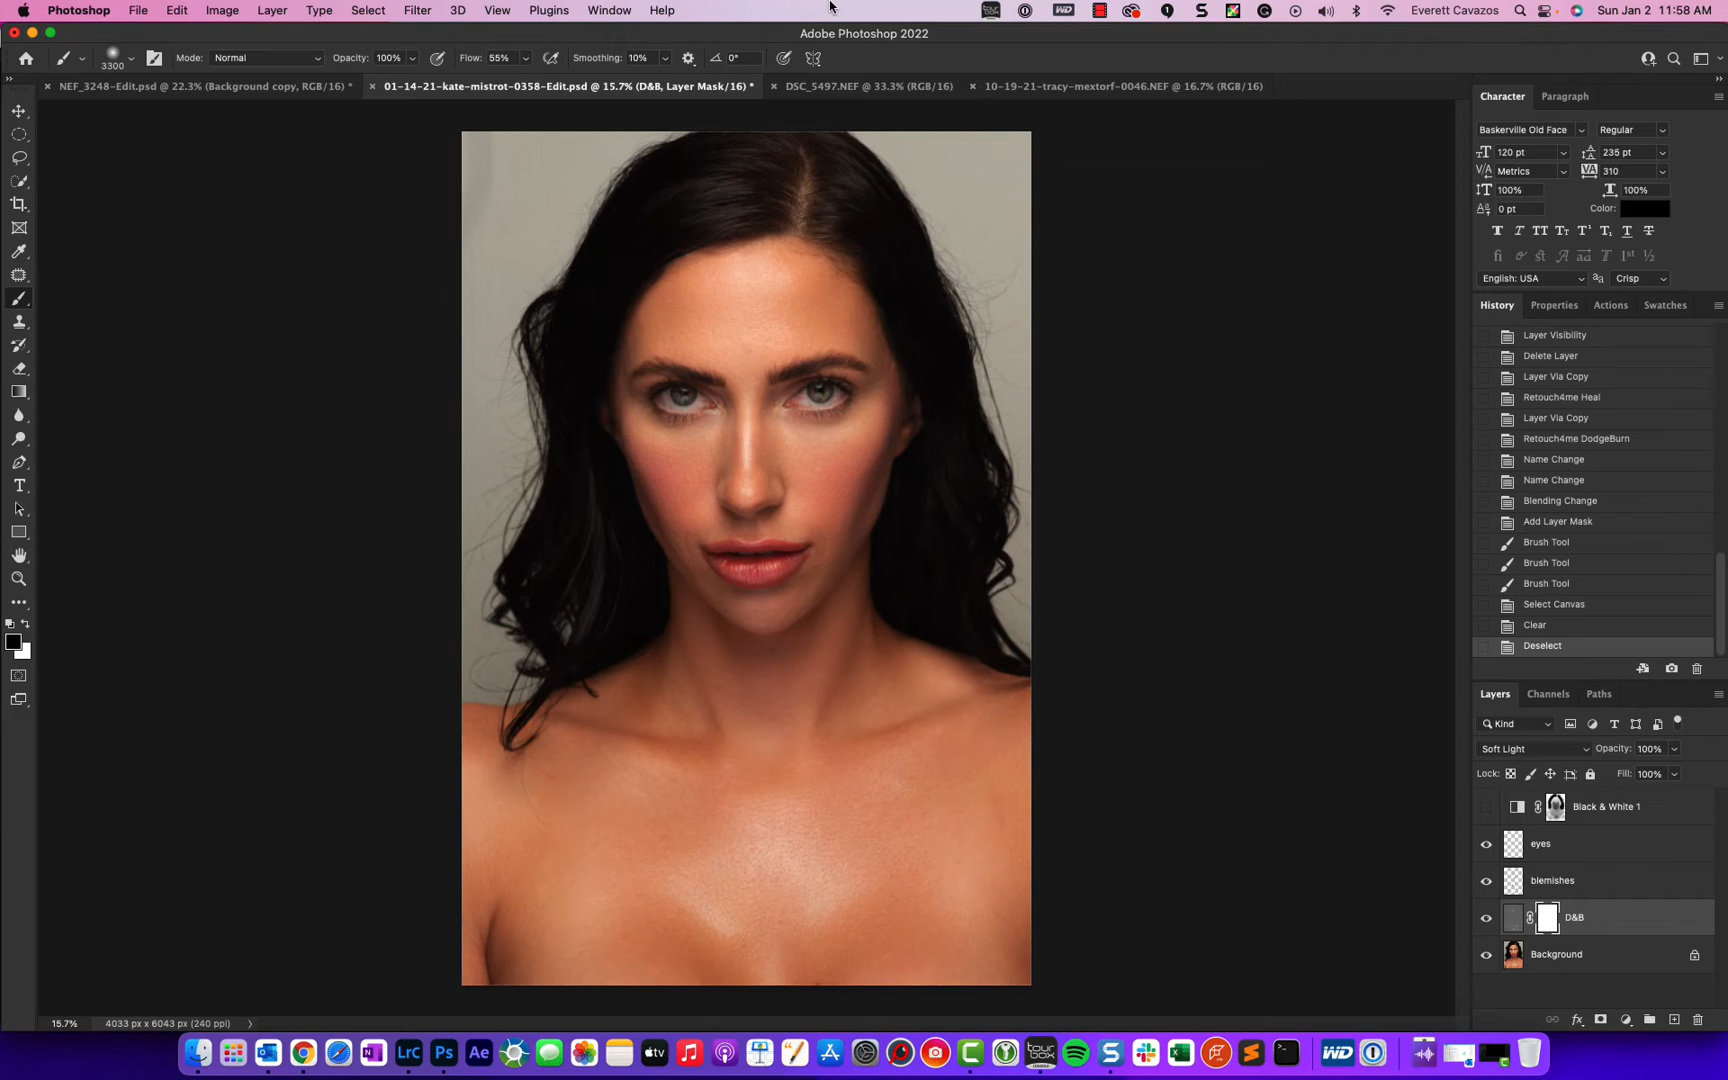 Photoshop File Edit Image Layer Type Select Filter 3D View Plugins Window Help Everett Cavazos Sun Jan 2 11:58 AM
Adobe Photoshop 2022
3300 Mode: Normal Opacity: 100% Flow: 55% Smoothing: 10% 0°
NEF_3248-Edit.psd @ 22.3% (Background copy, RGB/16) * 01-14-21-kate-mistrot-0358-Edit.psd @ 15.7% (D&B, Layer Mask/16) * DSC_5497.NEF @ 33.3% (RGB/16) 10-19-21-tracy-mextorf-0046.NEF @ 16.7% (RGB/16)
Character Paragraph
Baskerville Old Face Regular
120 pt 235 pt
Metrics 310
100% 100%
0 pt Color:
English: USA Crisp
History Properties Actions Swatches
Layer Visibility
Delete Layer
Layer Via Copy
Retouch4me Heal
Layer Via Copy
Retouch4me DodgeBurn
Name Change
Name Change
Blending Change
Add Layer Mask
Brush Tool
Brush Tool
Brush Tool
Select Canvas
Clear
Deselect
Layers Channels Paths
Kind
Soft Light Opacity: 100%
Lock: Fill: 100%
Black & White 1
eyes
blemishes
D&B
Background
15.7% 4033 px x 6043 px (240 ppi)
LrC Ps Ae tv tour box WD